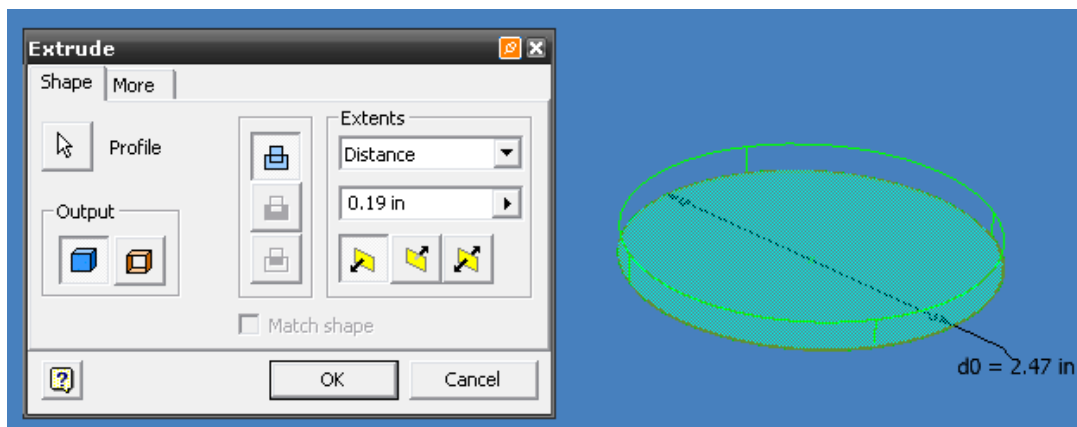 Extrude
Shape More
Profile
Output
Extents
Distance
0.19 in
Match shape
OK Cancel
d0 = 2.47 in